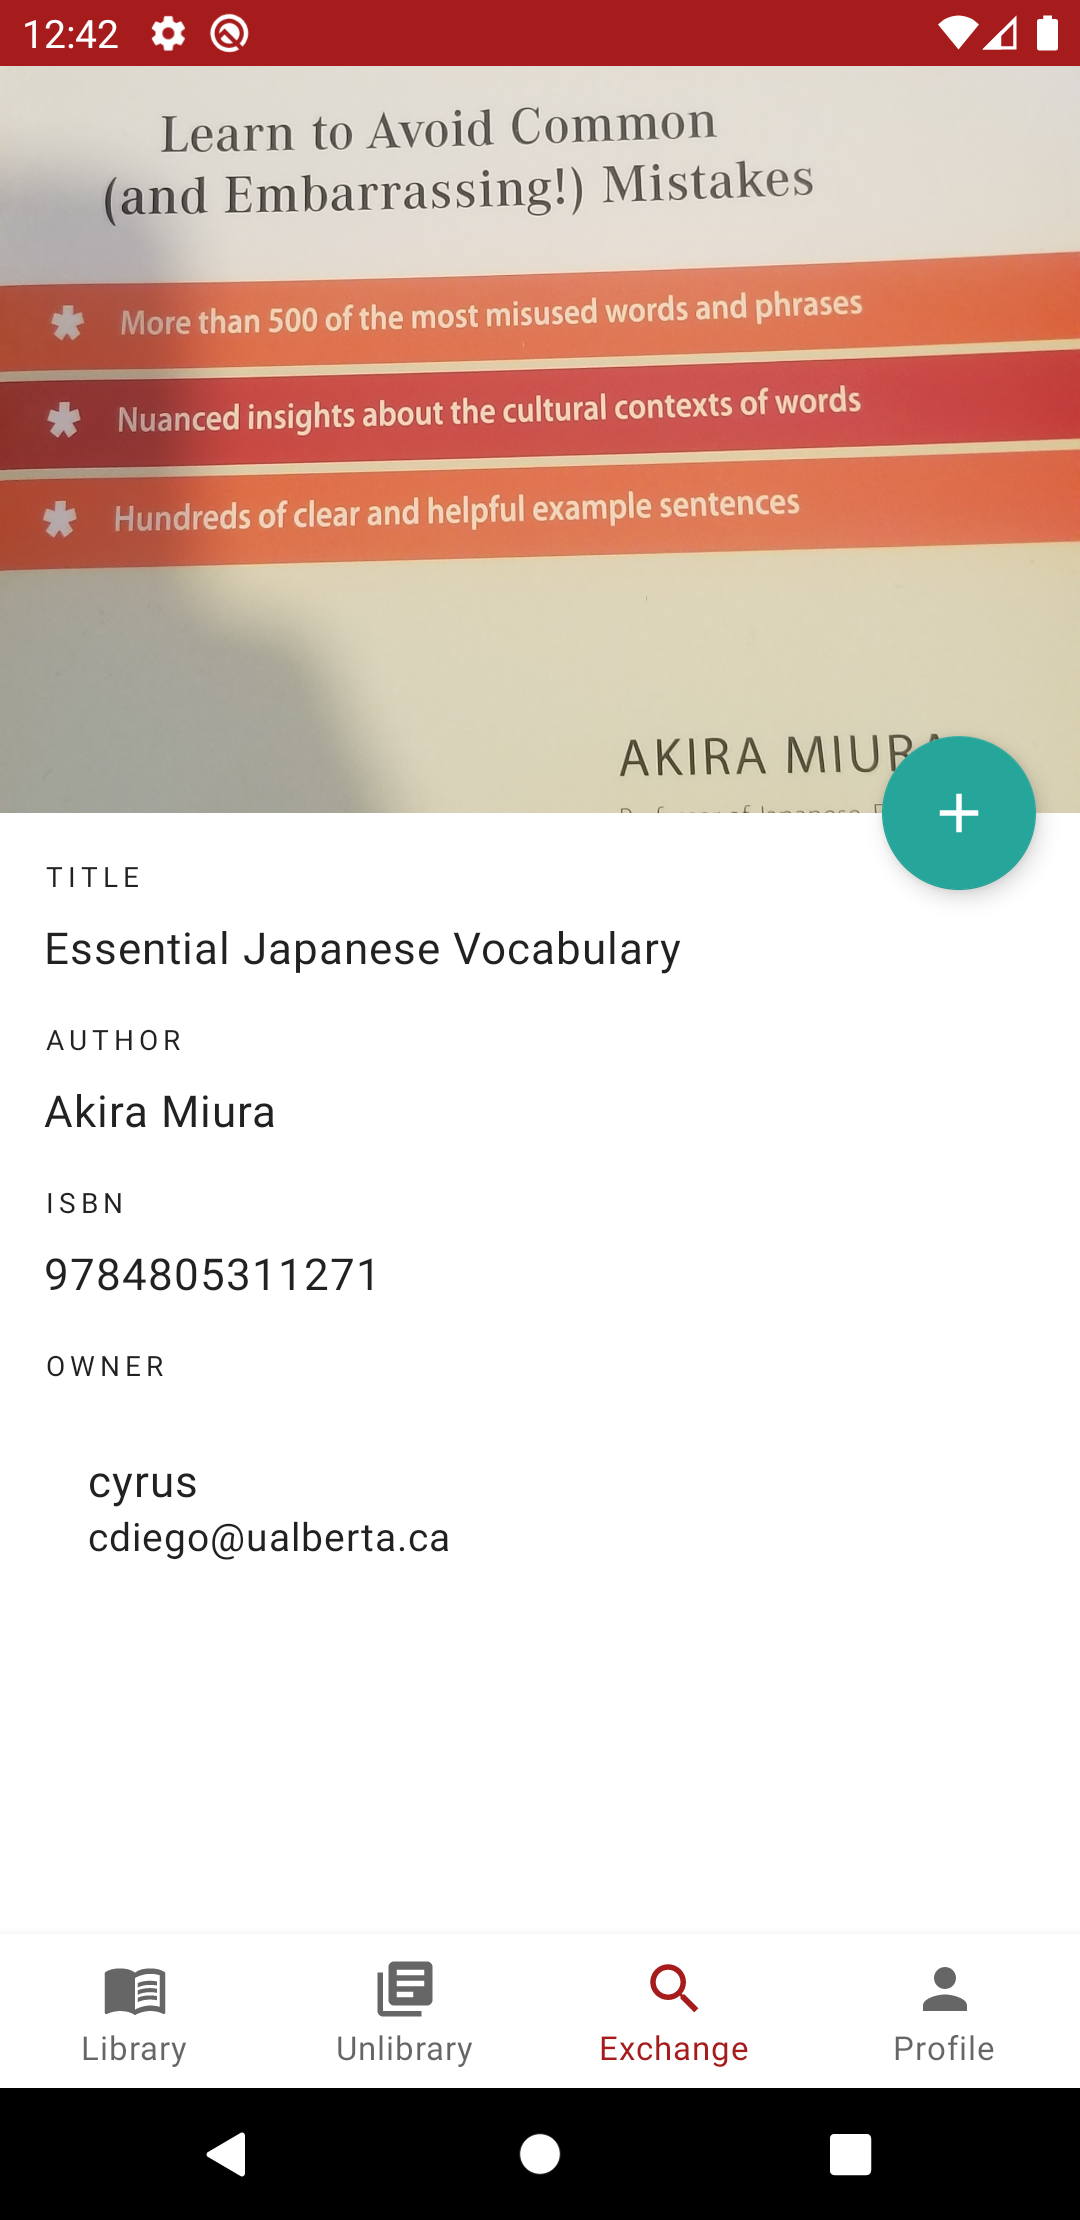 12:42
Learn to Avoid Common
(and Embarrassing!) Mistakes
More than 500 of the most misused words and phrases
Nuanced insights about the cultural contexts of words
Hundreds of clear and helpful example sentences
AKIRA MIURA
TITLE
Essential Japanese Vocabulary
AUTHOR
Akira Miura
ISBN
9784805311271
OWNER
cyrus
cdiego@ualberta.ca
Library
Unlibrary
Exchange
Profile